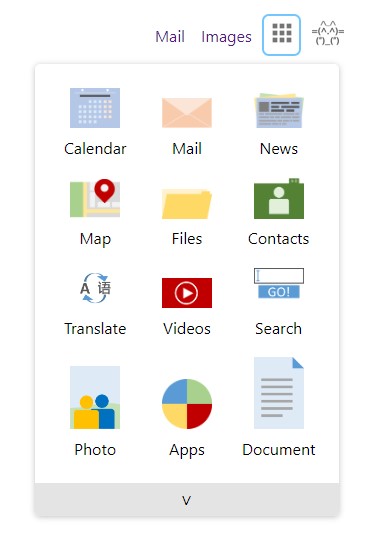 Mail Images
(^.^)=
Calendar Mail News
Map Files Contacts
A 语
Translate Videos Search
GO!
Photo Apps Document
v